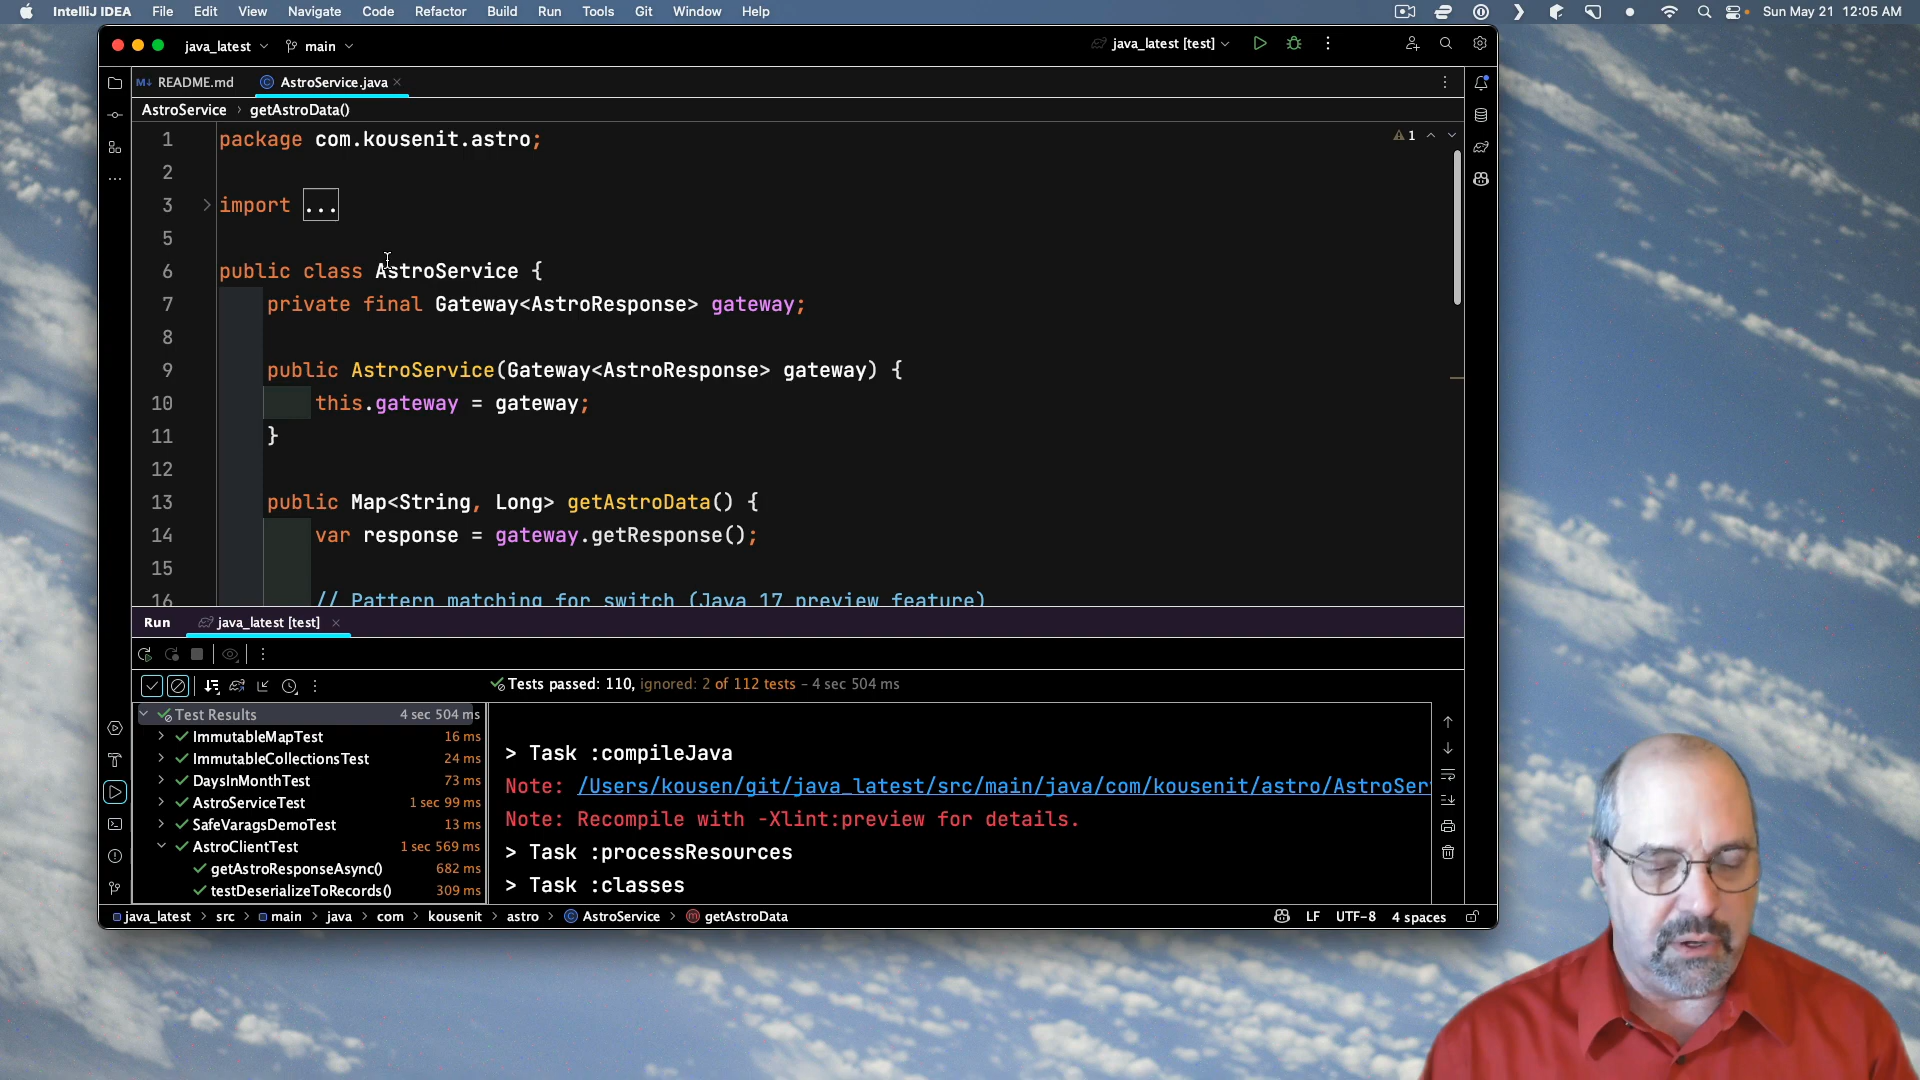 IntelliJ IDEA File Edit View Navigate Code Refactor Build Run Tools Git Window Help Sun May 21 12:05 AM
java_latest main java_latest [test]
M↓ README.md AstroService.java
AstroService > getAstroData()
1 package com.kousenit.astro; 1
2
3 > import ...
5
6 public class AstroService {
7 private final Gateway<AstroResponse> gateway;
8
9 public AstroService(Gateway<AstroResponse> gateway) {
10 this.gateway = gateway;
11 }
12
13 public Map<String, Long> getAstroData() {
14 var response = gateway.getResponse();
15
16 // Pattern matching for switch (Java 17 preview feature)
Run java_latest [test]
Tests passed: 110, ignored: 2 of 112 tests – 4 sec 504 ms
Test Results 4 sec 504 ms
ImmutableMapTest 16 ms
ImmutableCollectionsTest 24 ms
DaysInMonthTest 73 ms
AstroServiceTest 1 sec 99 ms
SafeVaragsDemoTest 13 ms
AstroClientTest 1 sec 569 ms
getAstroResponseAsync() 682 ms
testDeserializeToRecords() 309 ms
> Task :compileJava
Note: /Users/kousen/git/java_latest/src/main/java/com/kousenit/astro/AstroSer
Note: Recompile with -Xlint:preview for details.
> Task :processResources
> Task :classes
java_latest > src > main > java > com > kousenit > astro > AstroService > getAstroData LF UTF-8 4 spaces